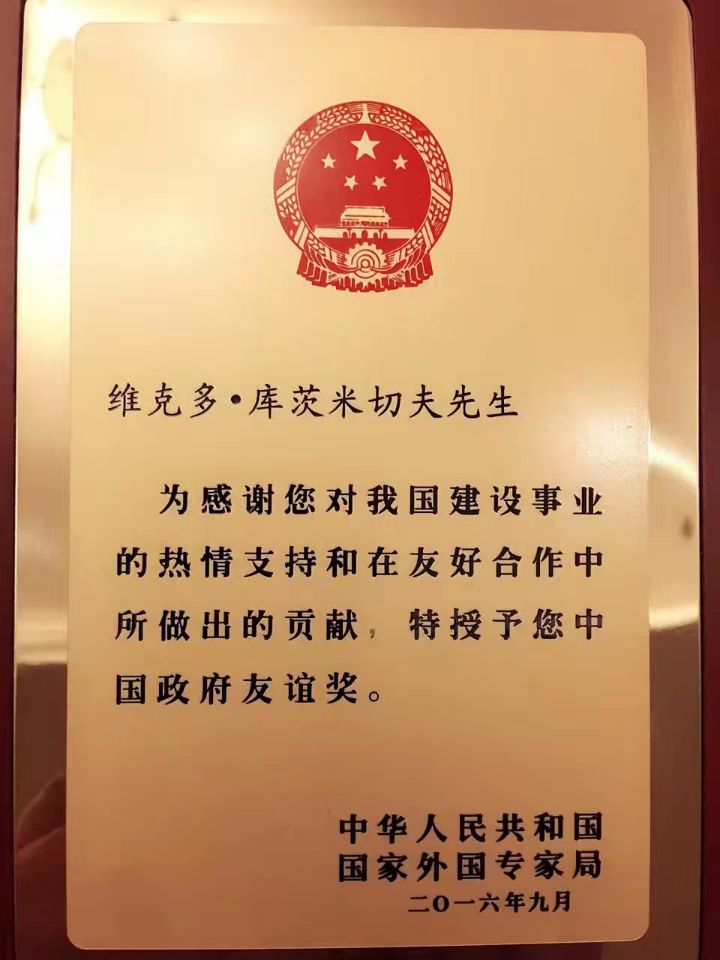 维克多·库茨米切夫先生
为感谢您对我国建设事业
的热情支持和在友好合作中
所做出的贡献，特授予您中
国政府友谊奖。
中华人民共和国
国家外国专家局
二〇一六年九月